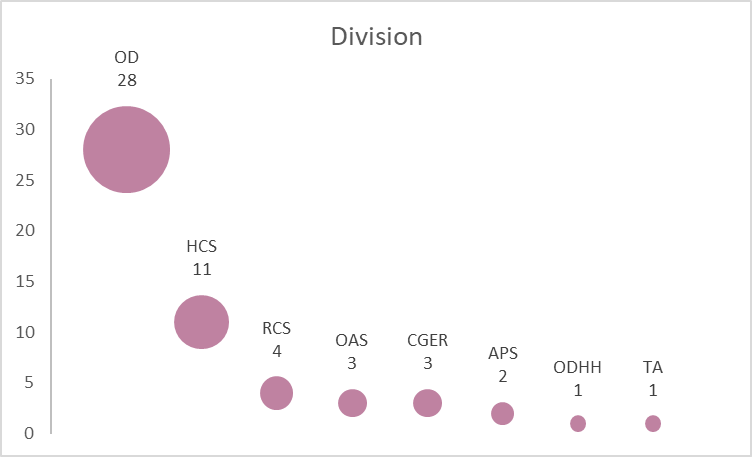 Division
OD
28
35
30
25
20
15
10
5
0
HCS
11
RCS
4
OAS
3
CGER
3
APS
2
ODHH
1
TA
1